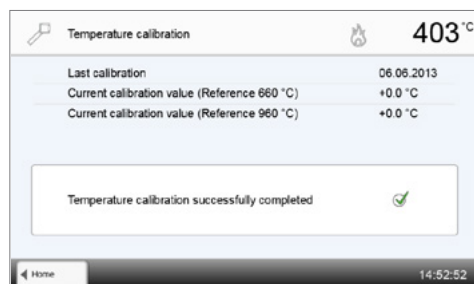 Temperature calibration 403 °C
Last calibration 06.06.2013
Current calibration value (Reference 660 °C) +0.0 °C
Current calibration value (Reference 960 °C) +0.0 °C
Temperature calibration successfully completed
Home 14:52:52